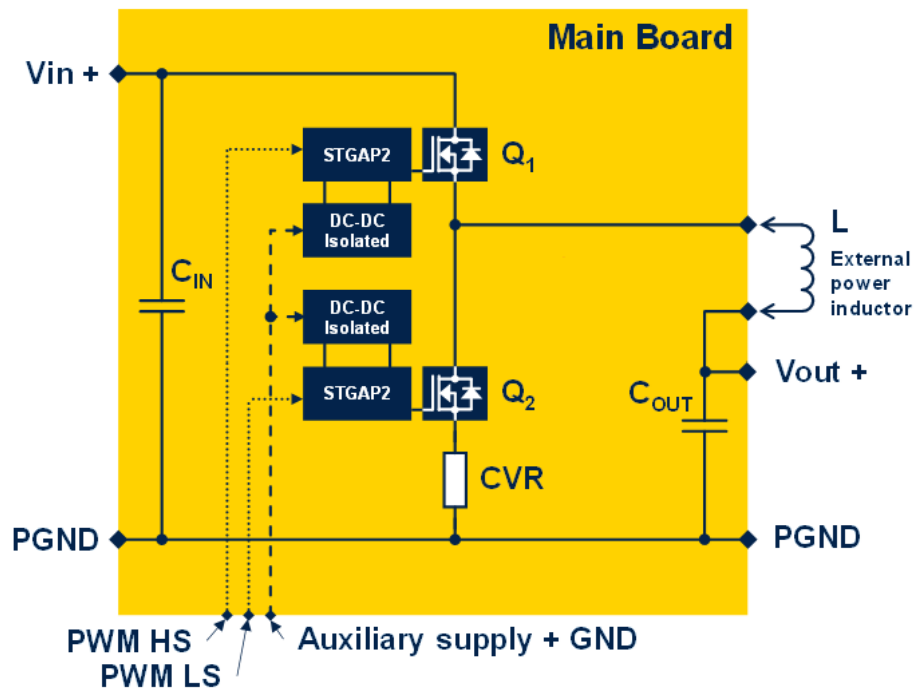 Main Board
Vin +
STGAP2
Q1
DC-DC
Isolated
L
External
power
inductor
CIN
DC-DC
Isolated
STGAP2
Q2
Vout +
COUT
CVR
PGND
PGND
PWM HS
Auxiliary supply + GND
PWM LS